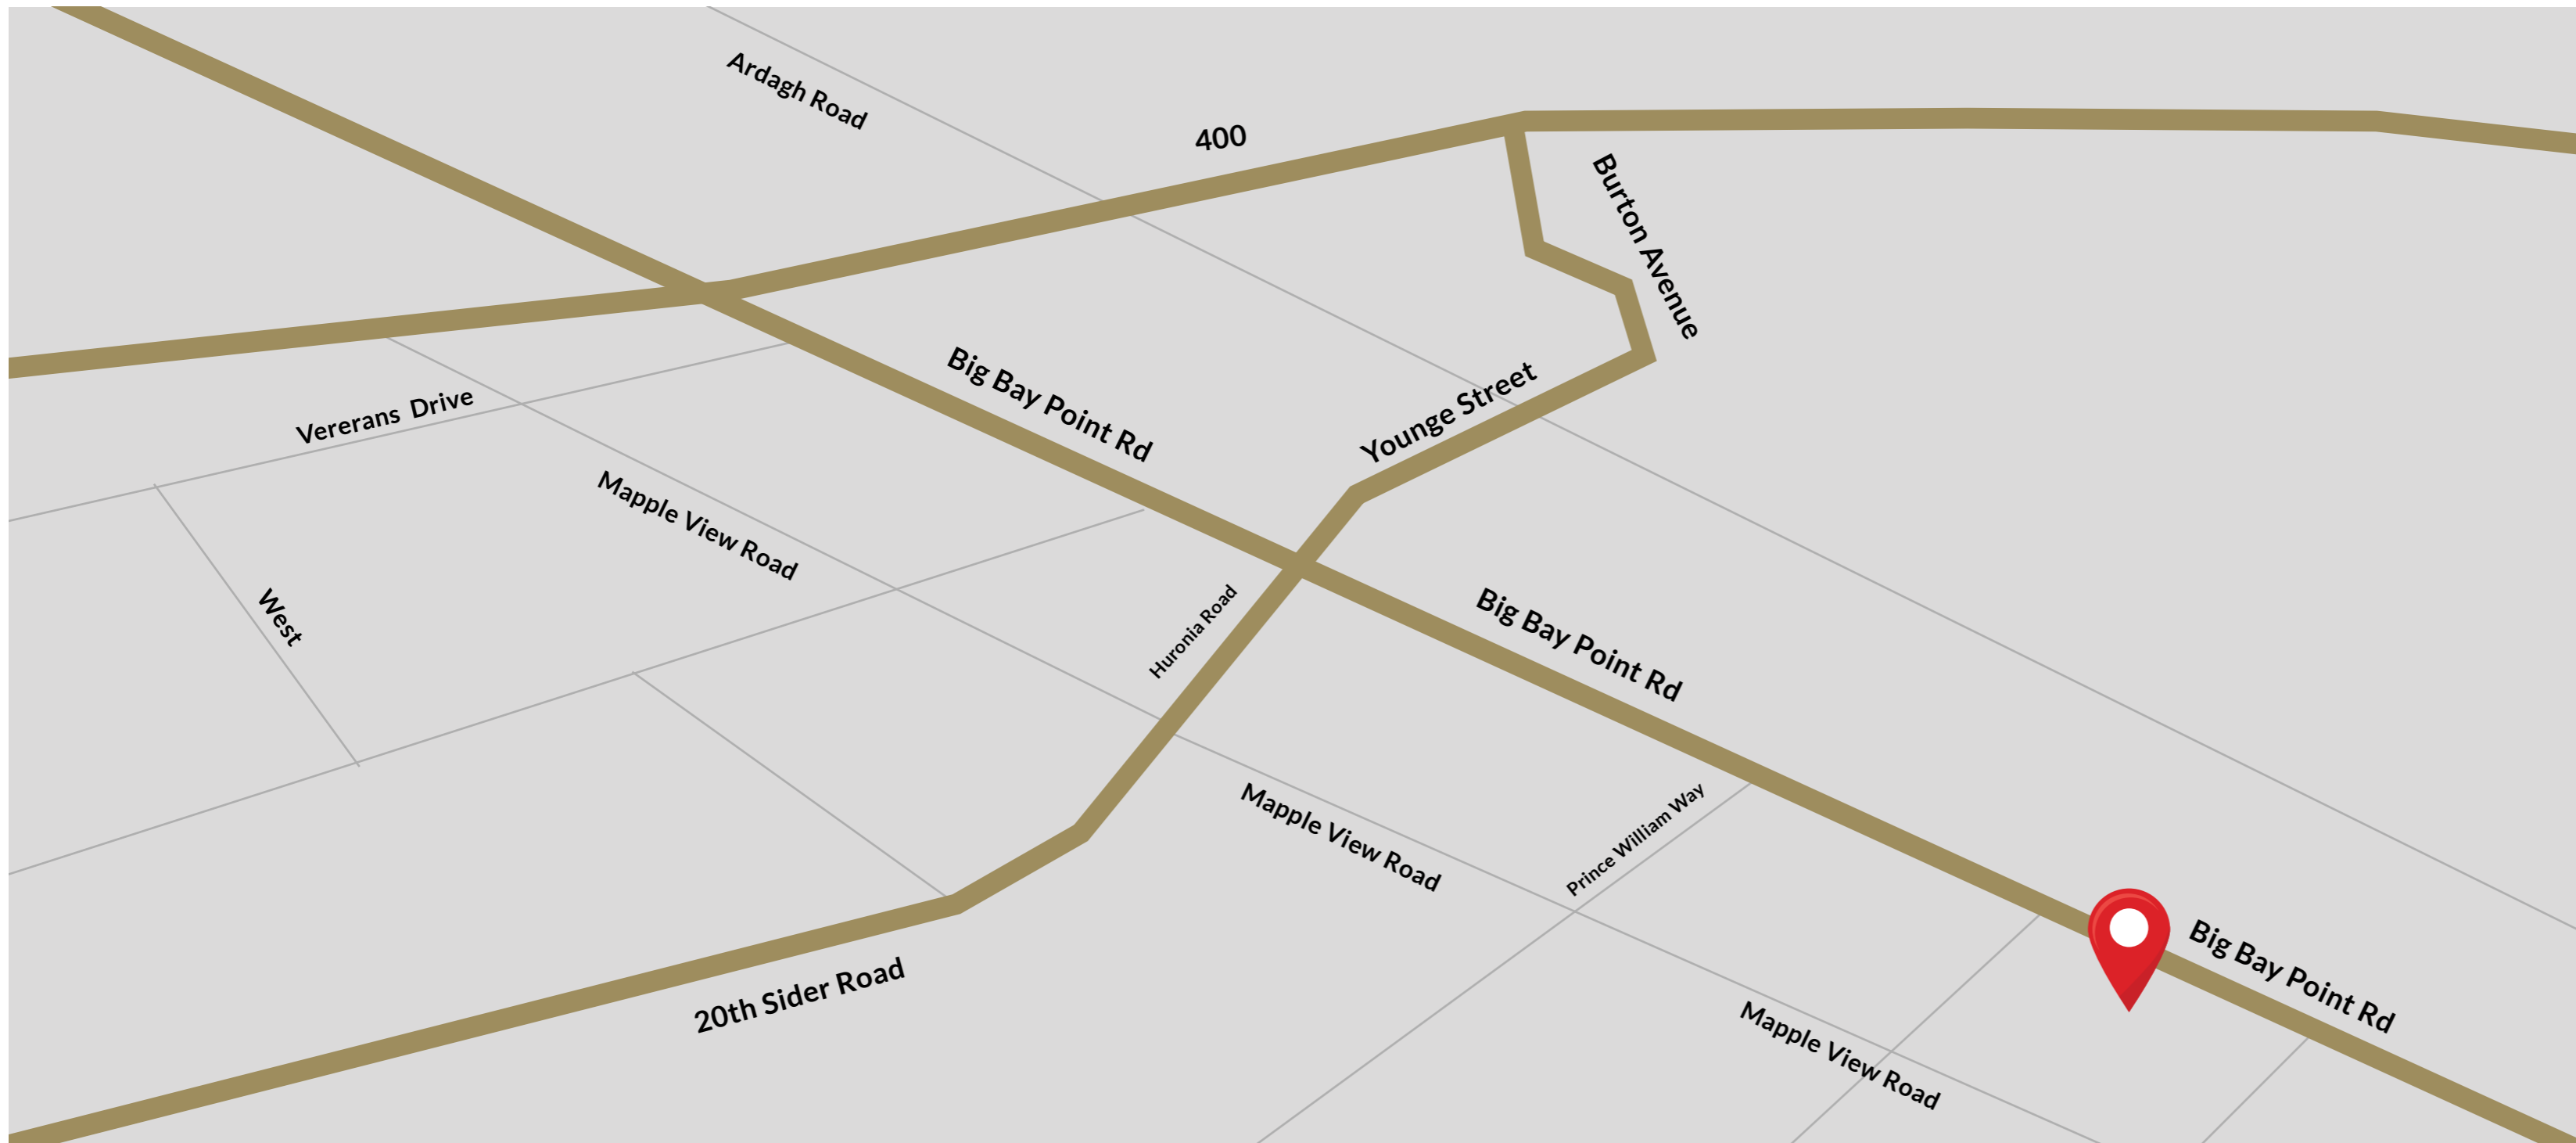 Ardagh Road
400
Burton Avenue
Big Bay Point Rd
Younge Street
Vererans Drive
Mapple View Road
West
Huronia Road
Big Bay Point Rd
Mapple View Road
Prince William Way
Big Bay Point Rd
20th Sider Road
Mapple View Road